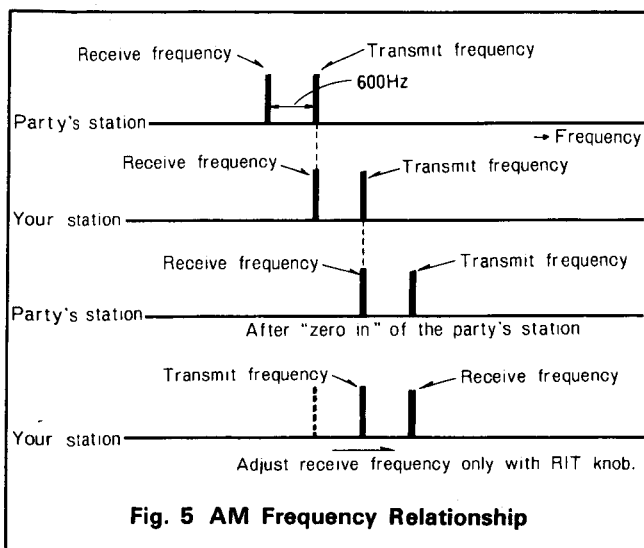 Receive frequency
Transmit frequency
600Hz
Party's station
→ Frequency
Receive frequency
Transmit frequency
Your station
Receive frequency
Transmit frequency
Party's station
After "zero in" of the party's station
Transmit frequency
Receive frequency
Your station
Adjust receive frequency only with RIT knob.
Fig. 5 AM Frequency Relationship